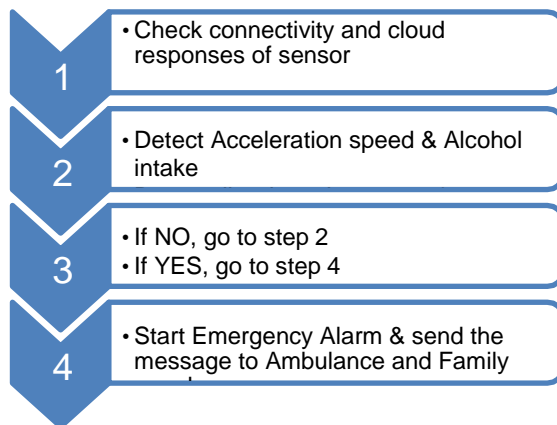 1
• Check connectivity and cloud
responses of sensor
2
• Detect Acceleration speed & Alcohol
intake
3
• If NO, go to step 2
• If YES, go to step 4
4
• Start Emergency Alarm & send the
message to Ambulance and Family